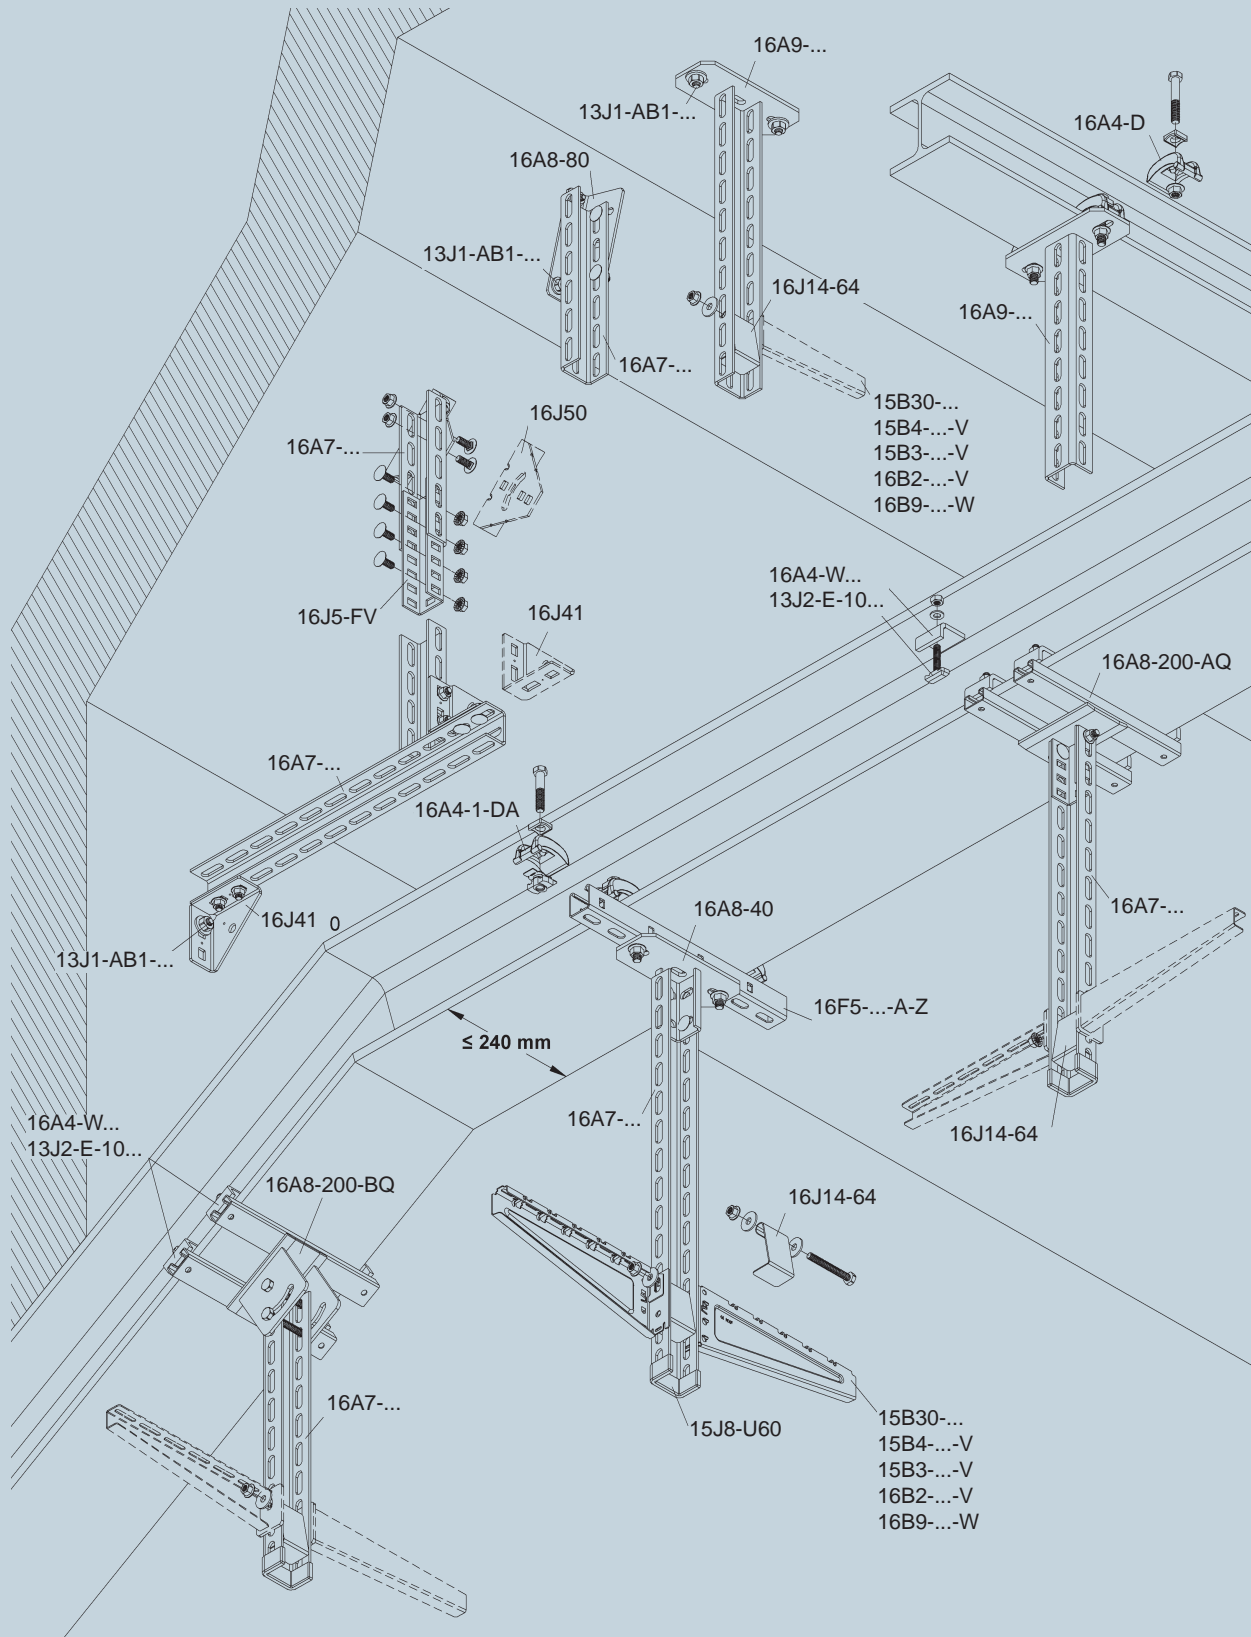 16A9-...
13J1-AB1-...
16A4-D
16A8-80
13J1-AB1-...
16J14-64
16A9-...
16A7-...
15B30-...
15B4-...-V
15B3-...-V
16B2-...-V
16B9-...-W
16J50
16A7-...
16A4-W...
13J2-E-10...
16J5-FV
16J41
16A8-200-AQ
16A7-...
16A4-1-DA
16J41
0
16A8-40
16A7-...
13J1-AB1-...
16F5-...-A-Z
≤ 240 mm
16A7-...
16A4-W...
13J2-E-10...
16J14-64
16A8-200-BQ
16J14-64
16A7-...
15J8-U60
15B30-...
15B4-...-V
15B3-...-V
16B2-...-V
16B9-...-W